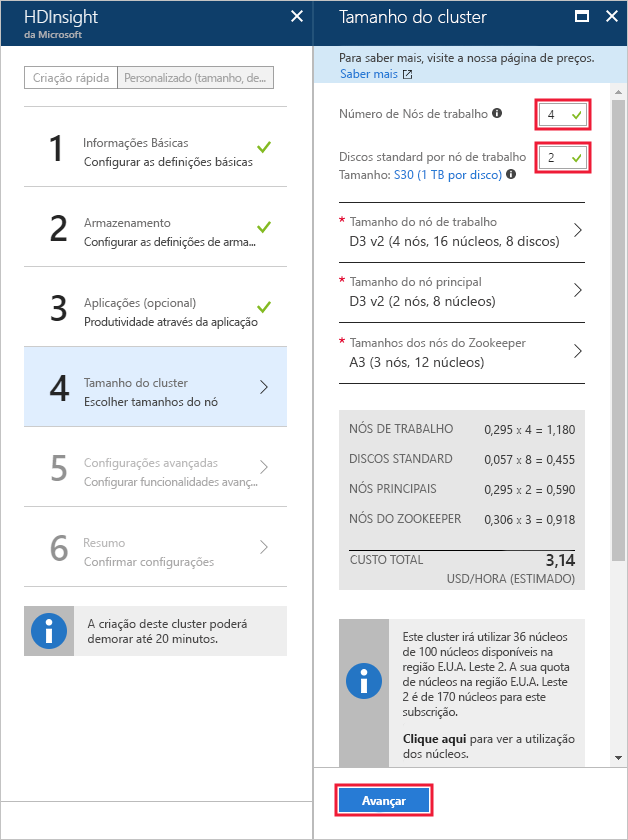 HDInsight
da Microsoft
Criação rápida
Personalizado (tamanho, de...
1
Informações Básicas
Configurar as definições básicas
2
Armazenamento
Configurar as definições de arma...
3
Aplicações (opcional)
Produtividade através da aplicação
4
Tamanho do cluster
Escolher tamanhos do nó
5
Configurações avançadas
Configurar funcionalidades avanç...
6
Resumo
Confirmar configurações
A criação deste cluster poderá
demorar até 20 minutos.
Tamanho do cluster
Para saber mais, visite a nossa página de preços.
Saber mais
Número de Nós de trabalho
4
Discos standard por nó de trabalho
2
Tamanho: S30 (1 TB por disco)
* Tamanho do nó de trabalho
D3 v2 (4 nós, 16 núcleos, 8 discos)
* Tamanho do nó principal
D3 v2 (2 nós, 8 núcleos)
* Tamanhos dos nós do Zookeeper
A3 (3 nós, 12 núcleos)
NÓS DE TRABALHO 0,295 x 4 = 1,180
DISCOS STANDARD 0,057 x 8 = 0,455
NÓS PRINCIPAIS 0,295 x 2 = 0,590
NÓS DO ZOOKEEPER 0,306 x 3 = 0,918
CUSTO TOTAL 3,14
USD/HORA (ESTIMADO)
Este cluster irá utilizar 36 núcleos
de 100 núcleos disponíveis na
região E.U.A. Leste 2. A sua quota
de núcleos na região E.U.A. Leste
2 é de 170 núcleos para este
subscrição.
Clique aqui para ver a utilização
dos núcleos.
Avançar